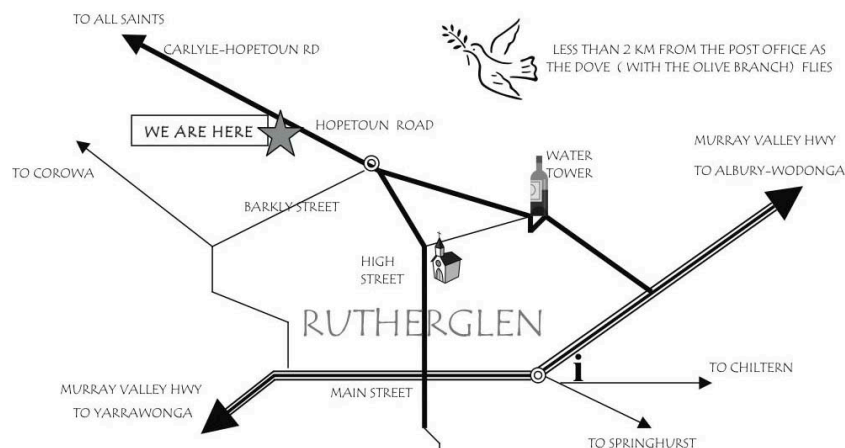 TO ALL SAINTS
CARLYLE-HOPETOUN RD
LESS THAN 2 KM FROM THE POST OFFICE AS
THE DOVE ( WITH THE OLIVE BRANCH) FLIES
WE ARE HERE
HOPETOUN ROAD
MURRAY VALLEY HWY
TO ALBURY-WODONGA
WATER
TOWER
TO COROWA
BARKLY STREET
HIGH
STREET
RUTHERGLEN
i
TO CHILTERN
MURRAY VALLEY HWY
TO YARRAWONGA
MAIN STREET
TO SPRINGHURST